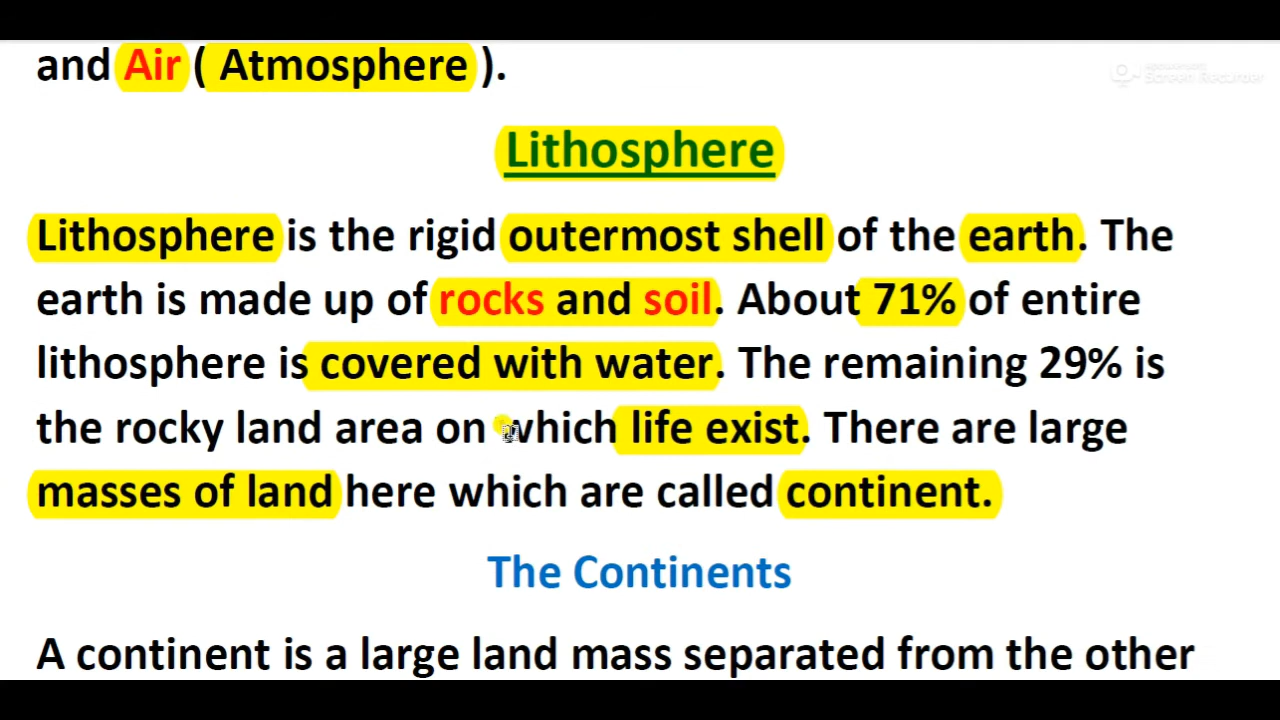 and Air ( Atmosphere ).
Screen Recorder
Lithosphere
Lithosphere is the rigid outermost shell of the earth. The
earth is made up of rocks and soil. About 71% of entire
lithosphere is covered with water. The remaining 29% is
the rocky land area on which life exist. There are large
masses of land here which are called continent.
The Continents
A continent is a large land mass separated from the other